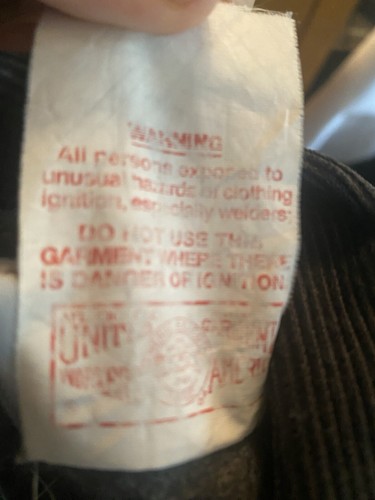 WARNING
All persons exposed to
unusual hazards of clothing
ignition, especially welders:
DO NOT USE THIS
GARMENT WHERE THERE
IS DANGER OF IGNITION
UNIT